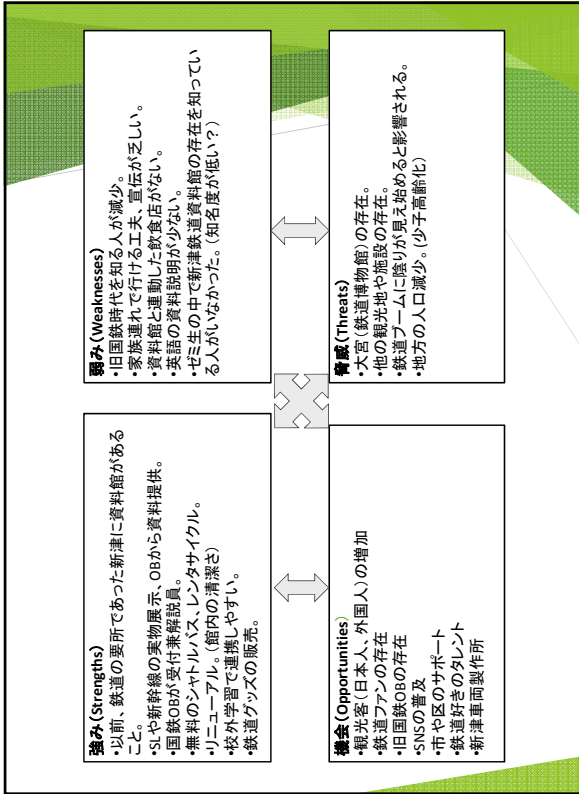 強み(Strengths)
•以前、鉄道の要所であった新津に資料館がある
こと。
•SLや新幹線の実物展示、OBから資料提供。
•国鉄OBが受付兼解説員。
•無料のシャトルバス、レンタサイクル。
•リニューアル。(館内の清潔さ)
•校外学習で連携しやすい。
•鉄道グッズの販売。
弱み(Weaknesses)
•旧国鉄時代を知る人が減少。
•家族連れで行ける工夫、宣伝が乏しい。
•資料館と連動した飲食店がない。
•英語の資料説明が少ない。
•ゼミ生の中で新津鉄道資料館の存在を知ってい
る人がいなかった。(知名度が低い?)
機会(Opportunities)
•観光客(日本人、外国人)の増加
•鉄道ファンの存在
•旧国鉄OBの存在
•SNSの普及
•市や区のサポート
•鉄道好きのタレント
•新津車両製作所
脅威(Threats)
•大宮(鉄道博物館)の存在。
•他の観光地や施設の存在。
•鉄道ブームに陰りが見え始めると影響される。
•地方の人口減少。(少子高齢化)